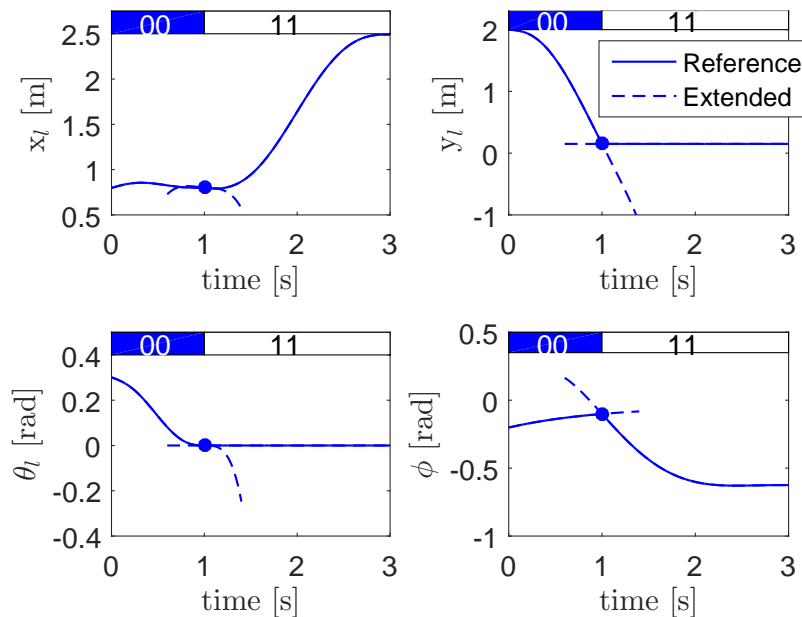 00 11
2.5
2
1.5
1
0.5
x_l [m]
0 1 2 3
time [s]
2
1
0
-1
y_l [m]
Reference
Extended
0 1 2 3
time [s]
00 11
0.4
0.2
0
-0.2
-0.4
θ_l [rad]
0 1 2 3
time [s]
00 11
0.5
0
-0.5
-1
ϕ [rad]
0 1 2 3
time [s]